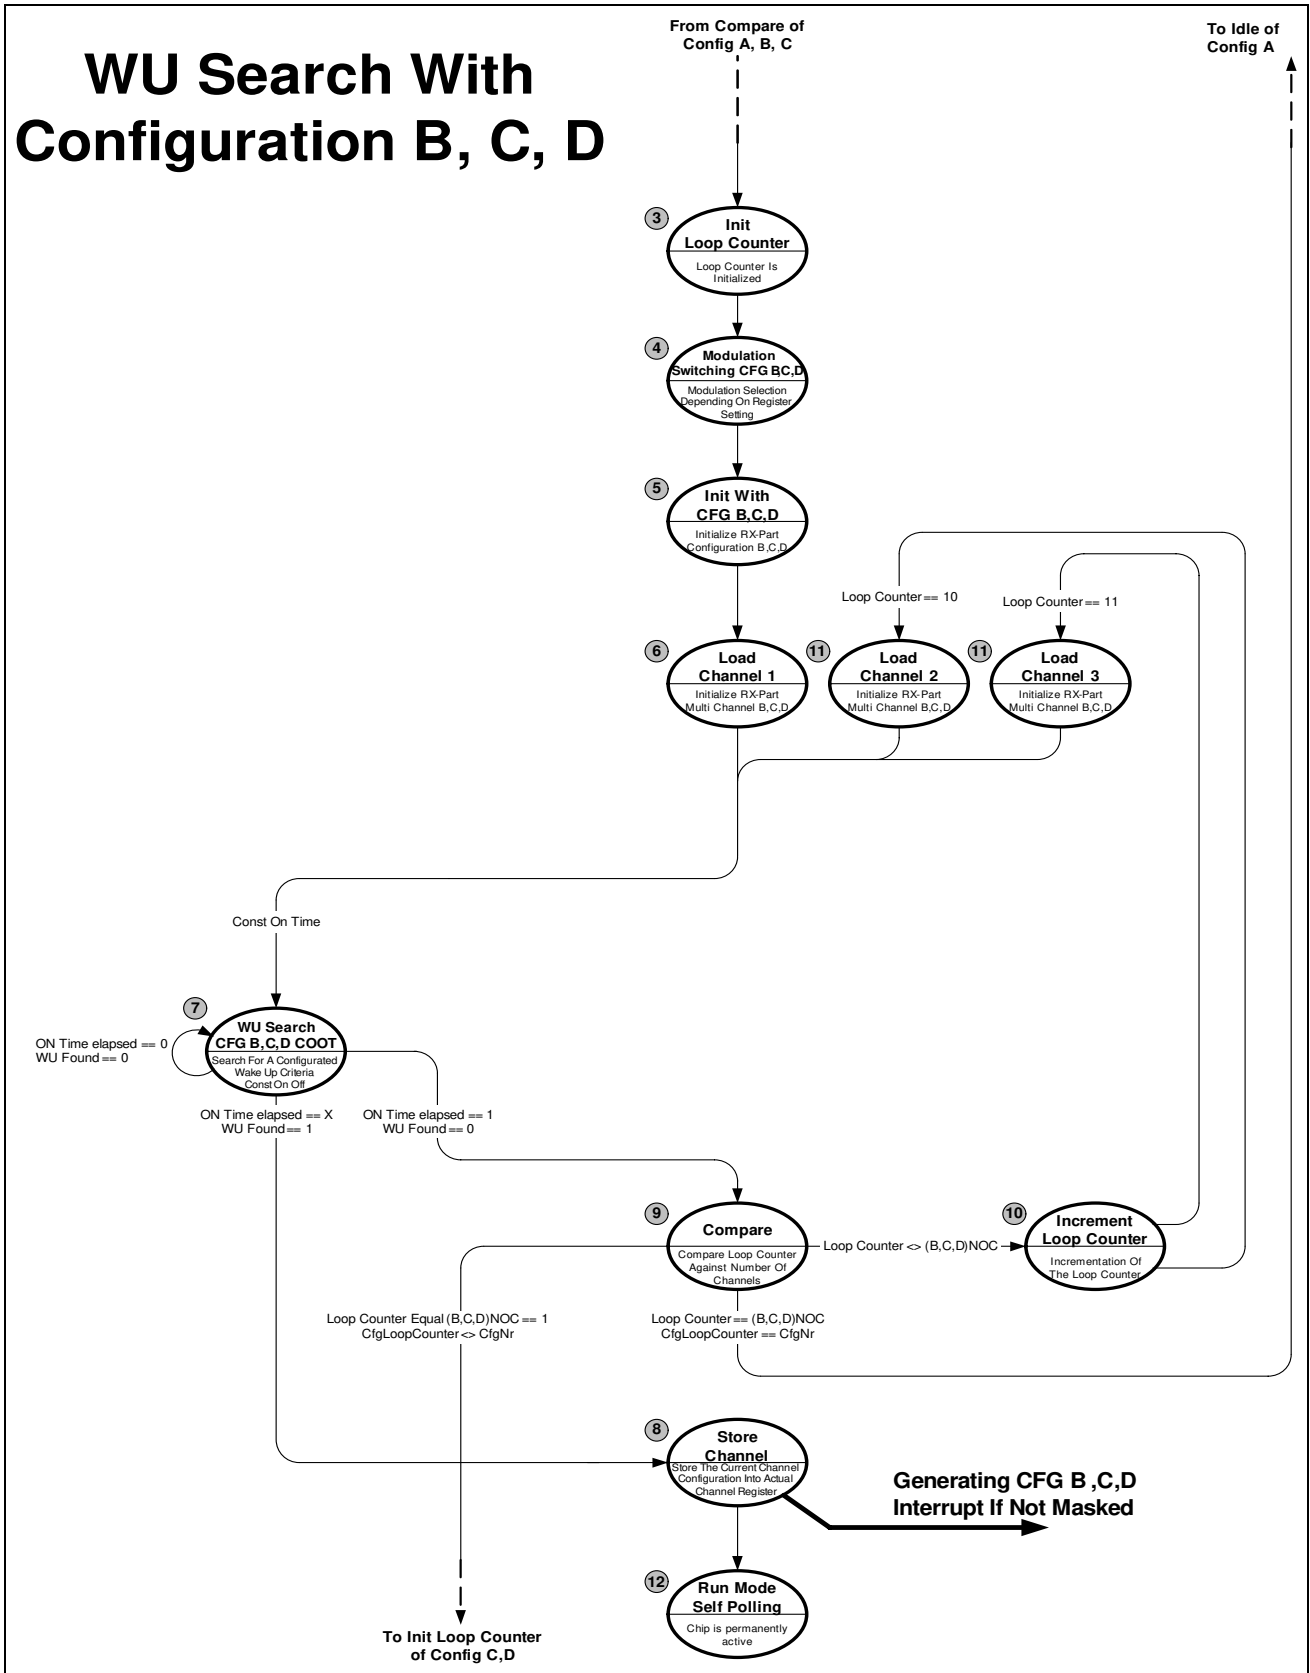 WU Search With
Configuration B, C, D
From Compare of
Config A, B, C
To Idle of
Config A
3
Init
Loop Counter
Loop Counter Is
Initialized
4
Modulation
Switching CFG B,C,D
Modulation Selection
Depending On Register
Setting
5
Init With
CFG B,C,D
Initialize RX-Part
Configuration B,C,D
Loop Counter == 10
Loop Counter == 11
6
Load
Channel 1
Initialize RX-Part
Multi Channel B,C,D
11
Load
Channel 2
Initialize RX-Part
Multi Channel B,C,D
11
Load
Channel 3
Initialize RX-Part
Multi Channel B,C,D
Const On Time
7
WU Search
CFG B,C,D COOT
Search For A Configurated
Wake Up Criteria
Const On Off
ON Time elapsed == 0
WU Found == 0
ON Time elapsed == X
WU Found == 1
ON Time elapsed == 1
WU Found == 0
9
Compare
Compare Loop Counter
Against Number Of
Channels
Loop Counter <> (B,C,D)NOC
10
Increment
Loop Counter
Incrementation Of
The Loop Counter
Loop Counter Equal (B,C,D)NOC == 1
CfgLoopCounter <> CfgNr
Loop Counter == (B,C,D)NOC
CfgLoopCounter == CfgNr
8
Store
Channel
Store The Current Channel
Configuration Into Actual
Channel Register
Generating CFG B ,C,D
Interrupt If Not Masked
12
Run Mode
Self Polling
Chip is permanently
active
To Init Loop Counter
of Config C,D